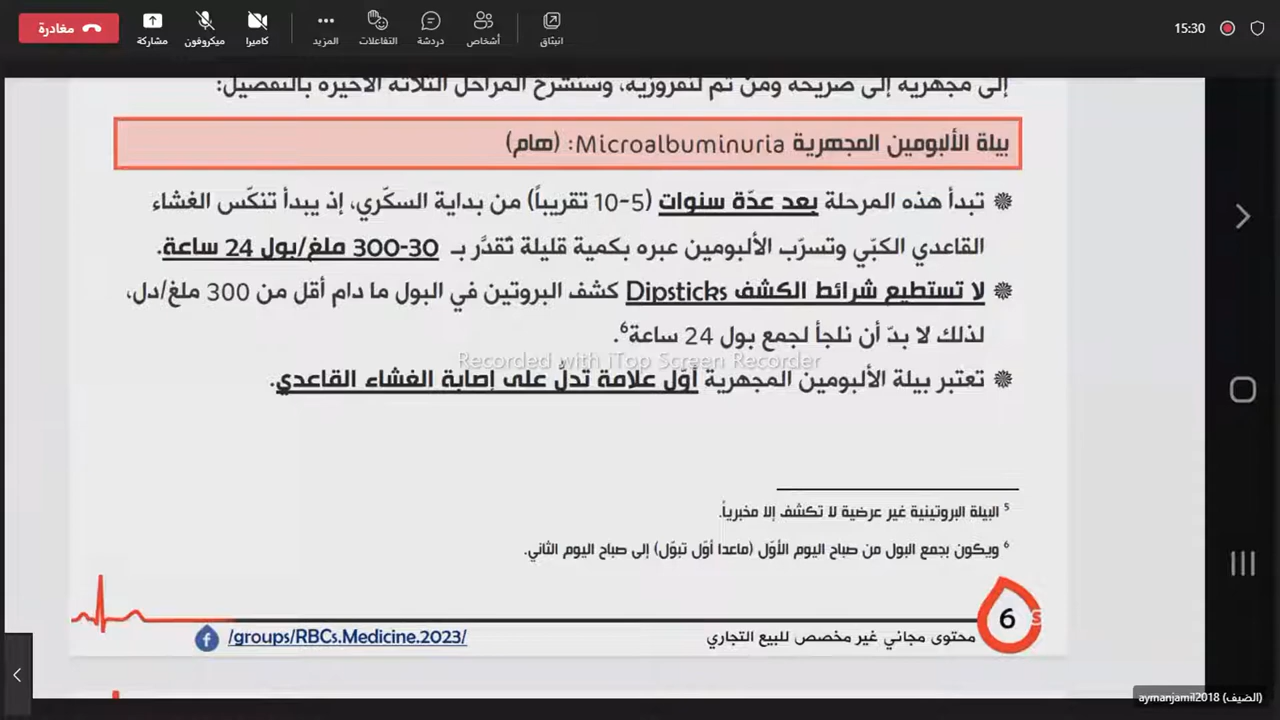 مغادرة
مشاركة
ميكروفون
كاميرا
المزيد
التفاعلات
دردشة
أشخاص
انبثاق
15:30
إلى مجهرية إلى صريحة ومن ثم لنفروزية، وسنشرح المراحل الثلاثة الأخيرة بالتفصيل:
بيلة الألبومين المجهرية Microalbuminuria: (هام)
تبدأ هذه المرحلة بعد عدّة سنوات (5-10 تقريباً) من بداية السكّري، إذ يبدأ تنكّس الغشاء
القاعدي الكبّي وتسرّب الألبومين عبره بكمية قليلة تُقدَّر بـ 30-300 ملغ/بول 24 ساعة.
لا تستطيع شرائط الكشف Dipsticks كشف البروتين في البول ما دام أقل من 300 ملغ/دل،
لذلك لا بدّ أن نلجأ لجمع بول 24 ساعة⁶.
Recorded with iTop Screen Recorder
تعتبر بيلة الألبومين المجهرية أوّل علامة تدلّ على إصابة الغشاء القاعدي.
⁵ البيلة البروتينية غير عرضية لا تكشف إلا مخبرياً.
⁶ ويكون بجمع البول من صباح اليوم الأوّل (ماعدا أوّل تبوّل) إلى صباح اليوم الثاني.
6
محتوى مجاني غير مخصص للبيع التجاري
/groups/RBCs.Medicine.2023/
aymanjamil2018 (الضيف)